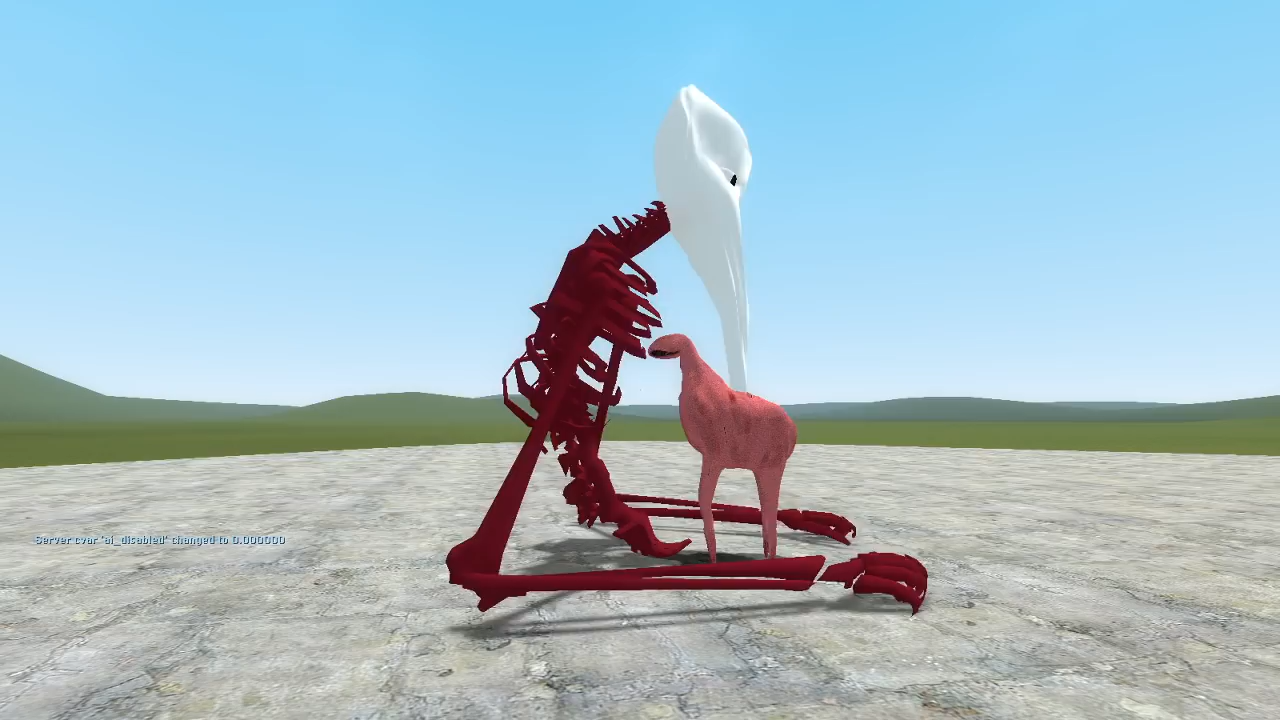 Server cvar 'ai_disabled' changed to 0.000000